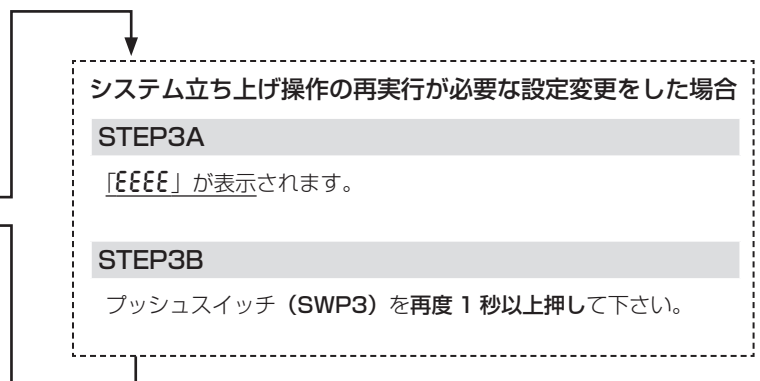 システム立ち上げ操作の再実行が必要な設定変更をした場合
STEP3A
「EEEE」が表示されます。
STEP3B
プッシュスイッチ（SWP3）を再度 1 秒以上押して下さい。